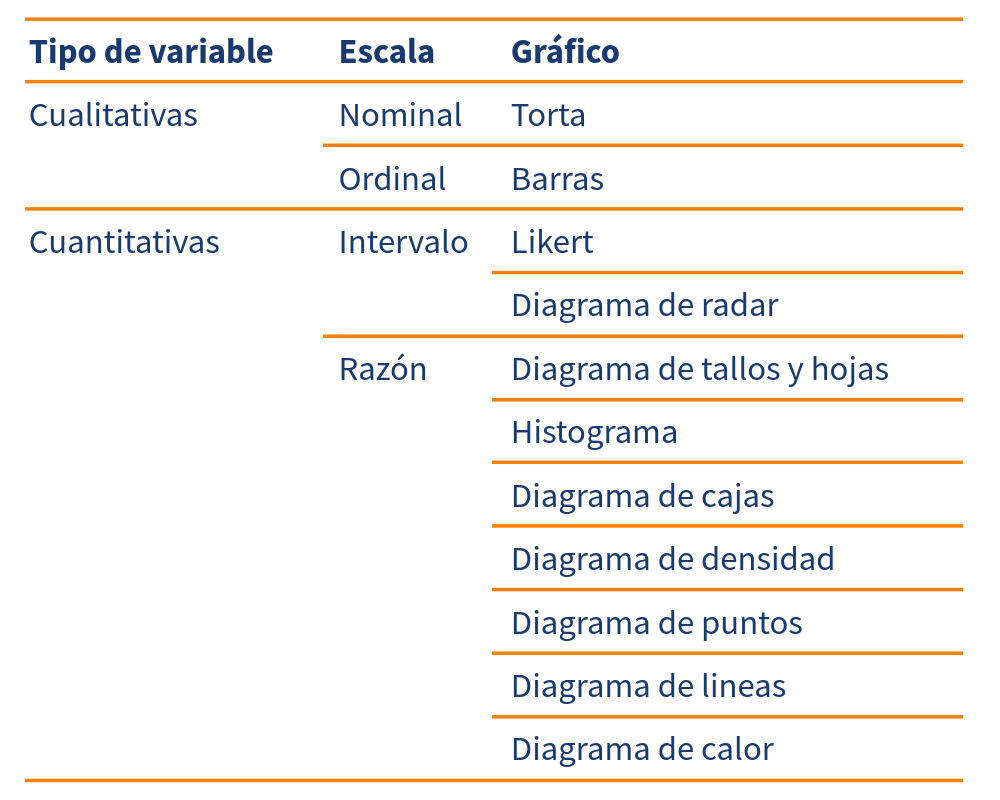 Tipo de variable Escala Gráfico
Cualitativas Nominal Torta
Ordinal Barras
Cuantitativas Intervalo Likert
Diagrama de radar
Razón Diagrama de tallos y hojas
Histograma
Diagrama de cajas
Diagrama de densidad
Diagrama de puntos
Diagrama de lineas
Diagrama de calor